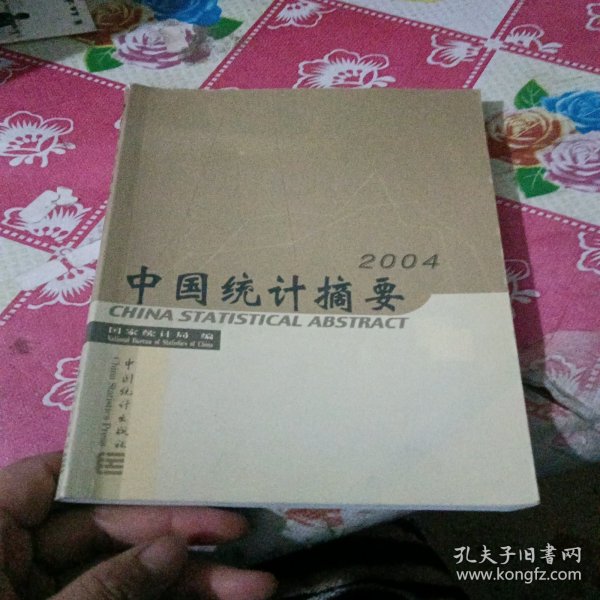 2004
中国统计摘要
CHINA STATISTICAL ABSTRACT
国家统计局 编
National Bureau of Statistics of China
中国统计出版社
China Statistics Press
孔夫子旧書网
www.kongfz.com